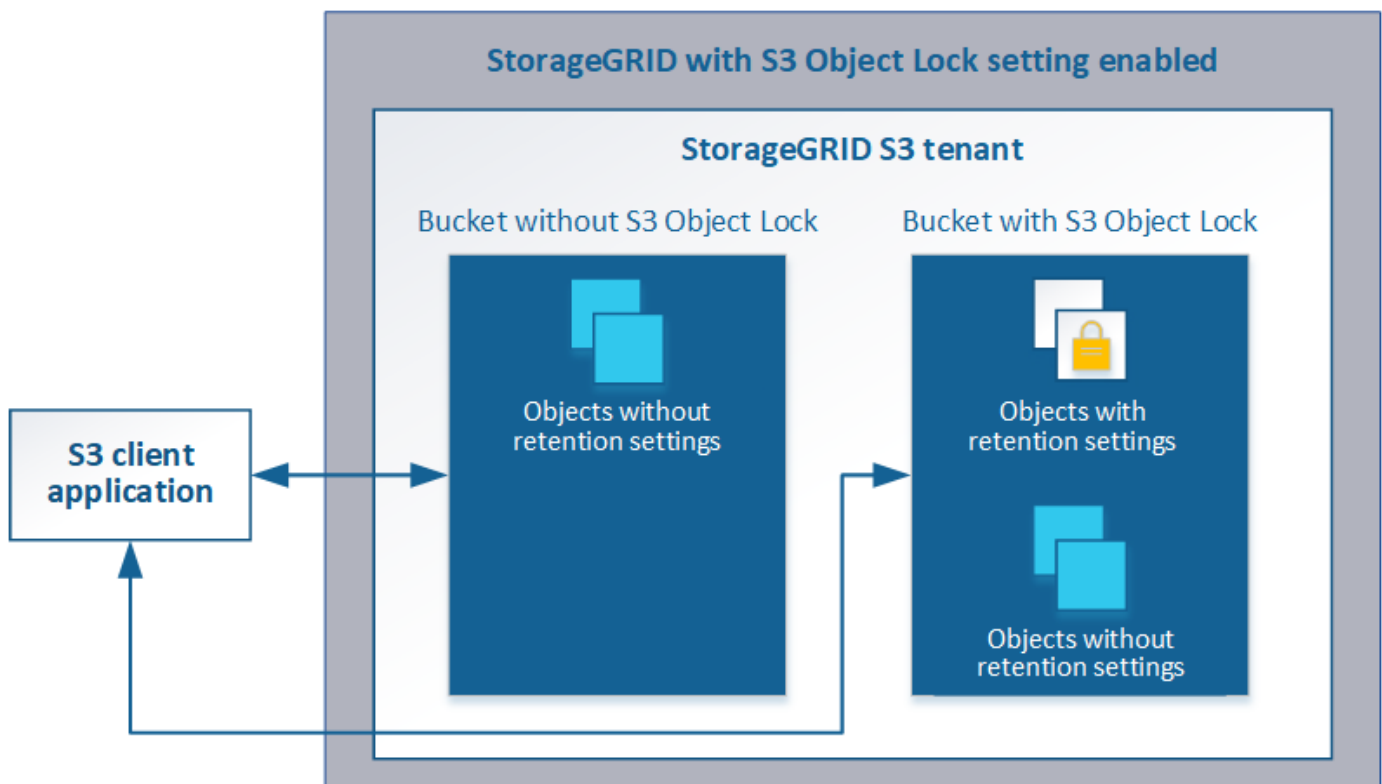 StorageGRID with S3 Object Lock setting enabled
StorageGRID S3 tenant
Bucket without S3 Object Lock
Bucket with S3 Object Lock
Objects without
retention settings
Objects with
retention settings
S3 client
application
Objects without
retention settings